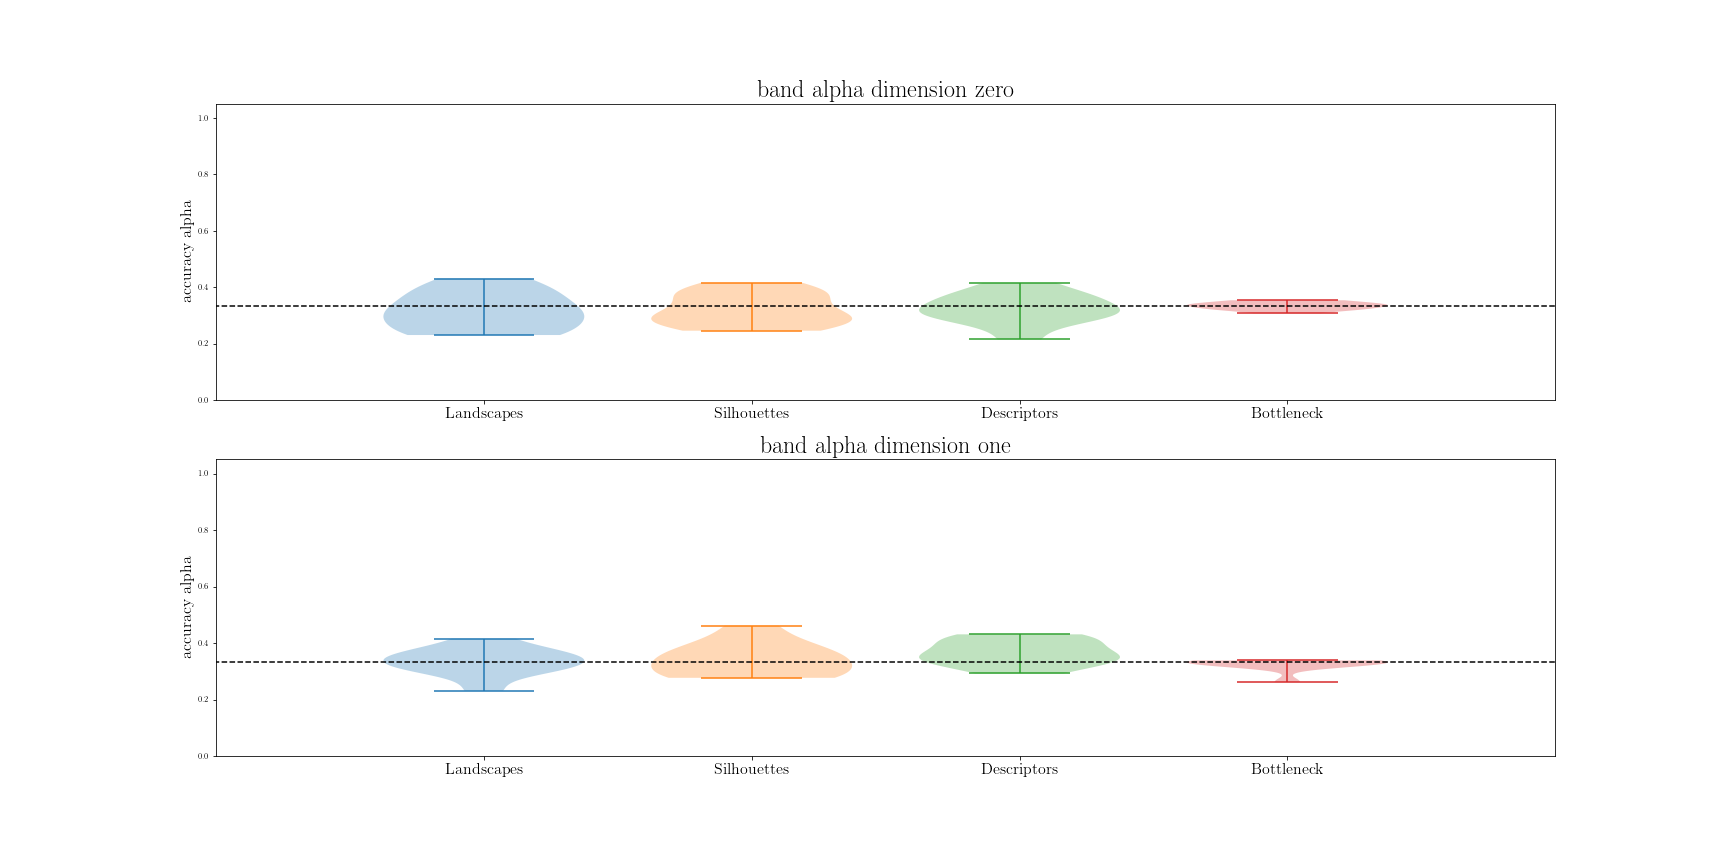 band alpha dimension zero
1.0
0.8
0.6
0.4
0.2
0.0
accuracy alpha
Landscapes Silhouettes Descriptors Bottleneck
band alpha dimension one
1.0
0.8
0.6
0.4
0.2
0.0
accuracy alpha
Landscapes Silhouettes Descriptors Bottleneck